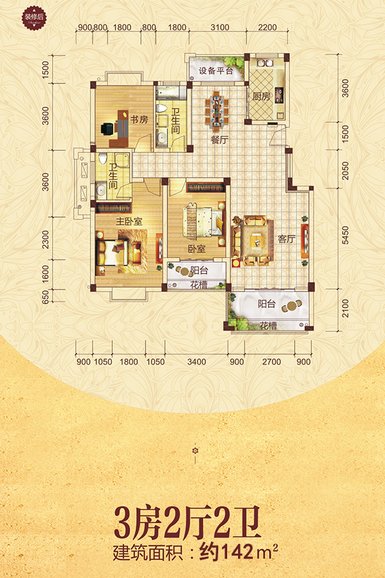 装修后
900 800 1800 1800 3100 2200
800
设备平台
1500
3600
3600
2300
1600
650
3600
1500
2050
5450
2100
厨房
书房
卫生间
餐厅
卫生间
主卧室
卧室
客厅
阳台
花槽
阳台
花槽
900 1050 1800 1050 3400 900 2700 900
3房2厅2卫
建筑面积：约142m²